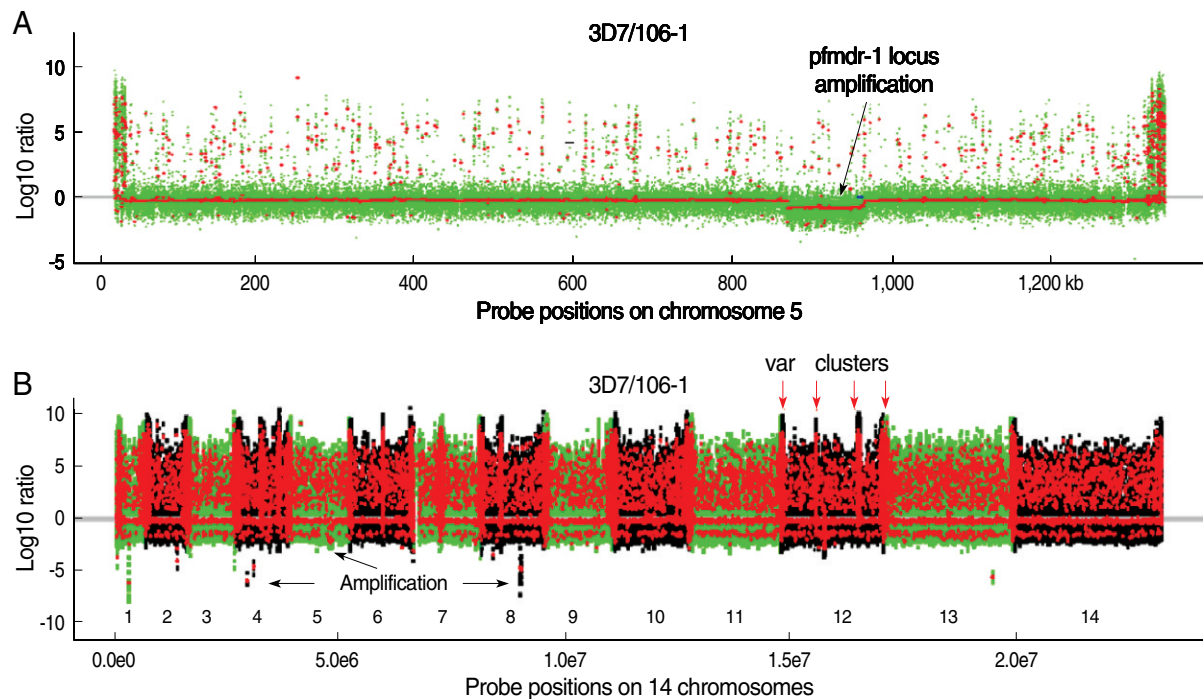 A
3D7/106-1
pfmdr-1 locus
amplification
10
5
0
-5
Log10 ratio
0
200
400
600
800
1,000
1,200 kb
Probe positions on chromosome 5
B
3D7/106-1
var clusters
10
5
0
-5
-10
Log10 ratio
Amplification
1 2 3 4 5 6 7 8 9 10 11 12 13 14
0.0e0
5.0e6
1.0e7
1.5e7
2.0e7
Probe positions on 14 chromosomes